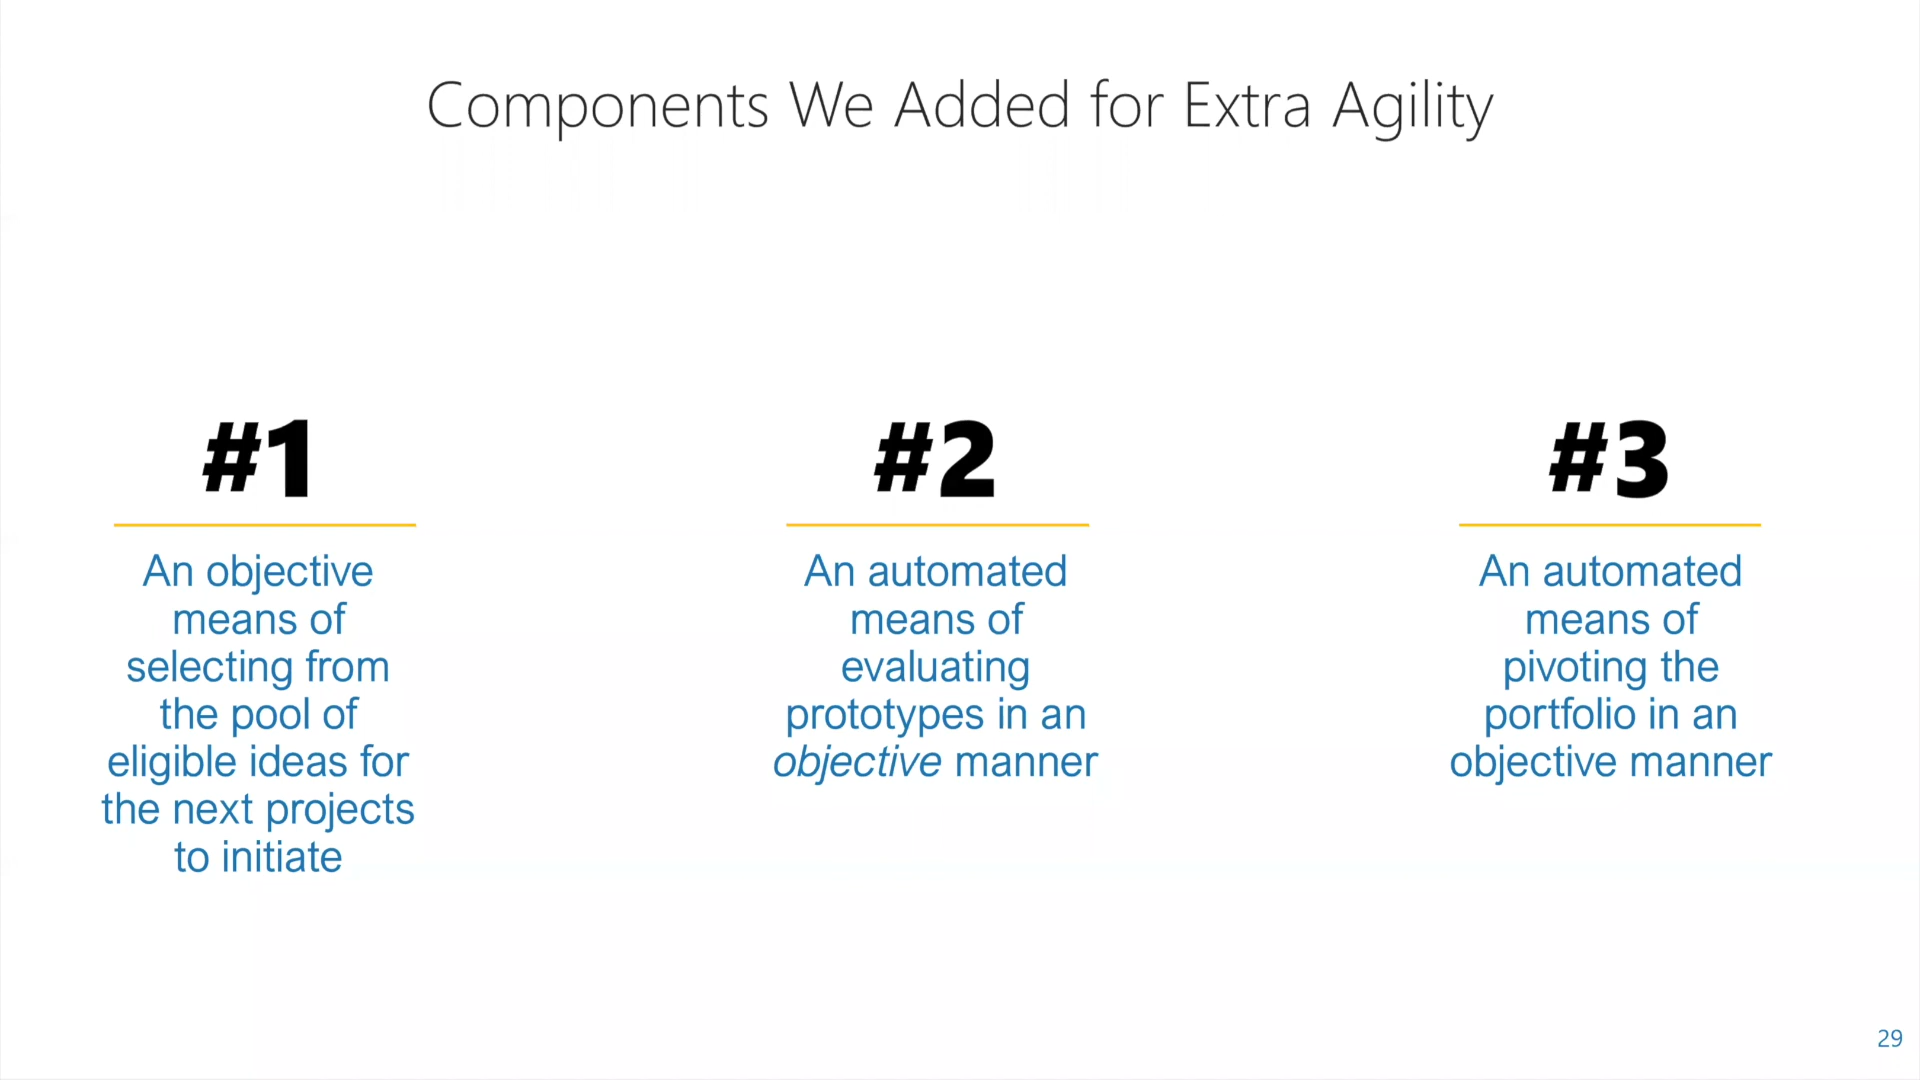 Components We Added for Extra Agility
#1
An objective
means of
selecting from
the pool of
eligible ideas for
the next projects
to initiate
#2
An automated
means of
evaluating
prototypes in an
objective manner
#3
An automated
means of
pivoting the
portfolio in an
objective manner
29